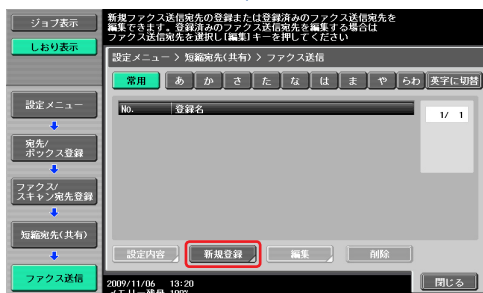 ジョブ表示
しおり表示
新規ファクス送信宛先の登録または登録済みのファクス送信宛先を
編集できます。登録済みのファクス送信宛先を編集する場合は
ファクス送信宛先を選択し[編集]キーを押してください
設定メニュー > 短縮宛先(共有) > ファクス送信
常用 あ か さ た な は ま や らわ 英字に切替
No. 登録名
1/ 1
設定メニュー
宛先/
ボックス登録
ファクス/
スキャン宛先登録
短縮宛先(共有)
ファクス送信
設定内容 新規登録 編集 削除
2009/11/06 13:20
メモリー残量 100%
閉じる